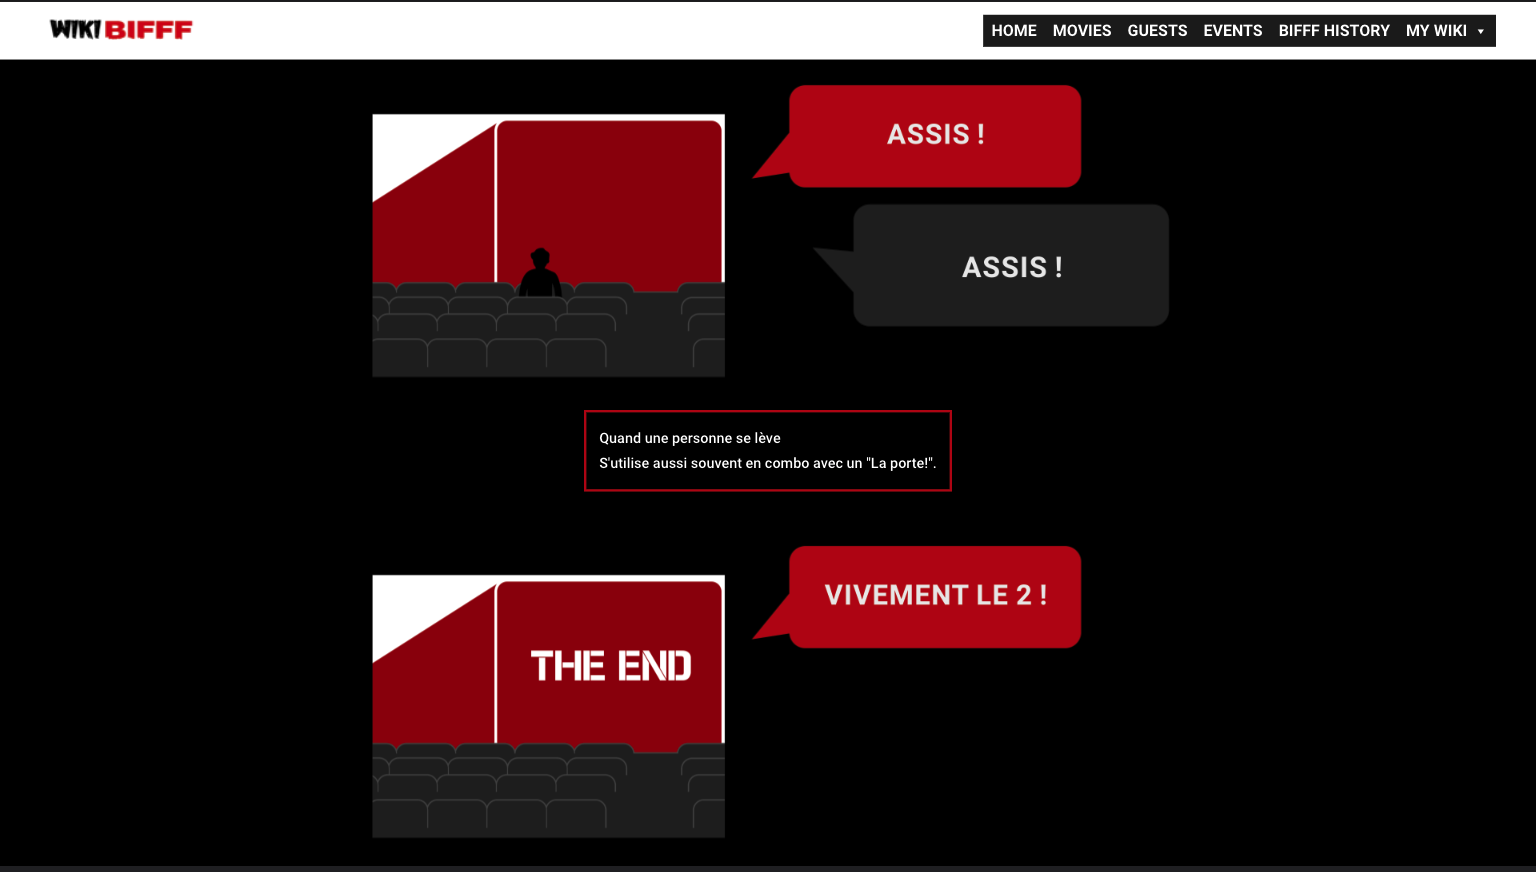 WIKI BIFFF
HOME MOVIES GUESTS EVENTS BIFFF HISTORY MY WIKI
ASSIS !
ASSIS !
Quand une personne se lève
S'utilise aussi souvent en combo avec un "La porte!".
VIVEMENT LE 2 !
THE END